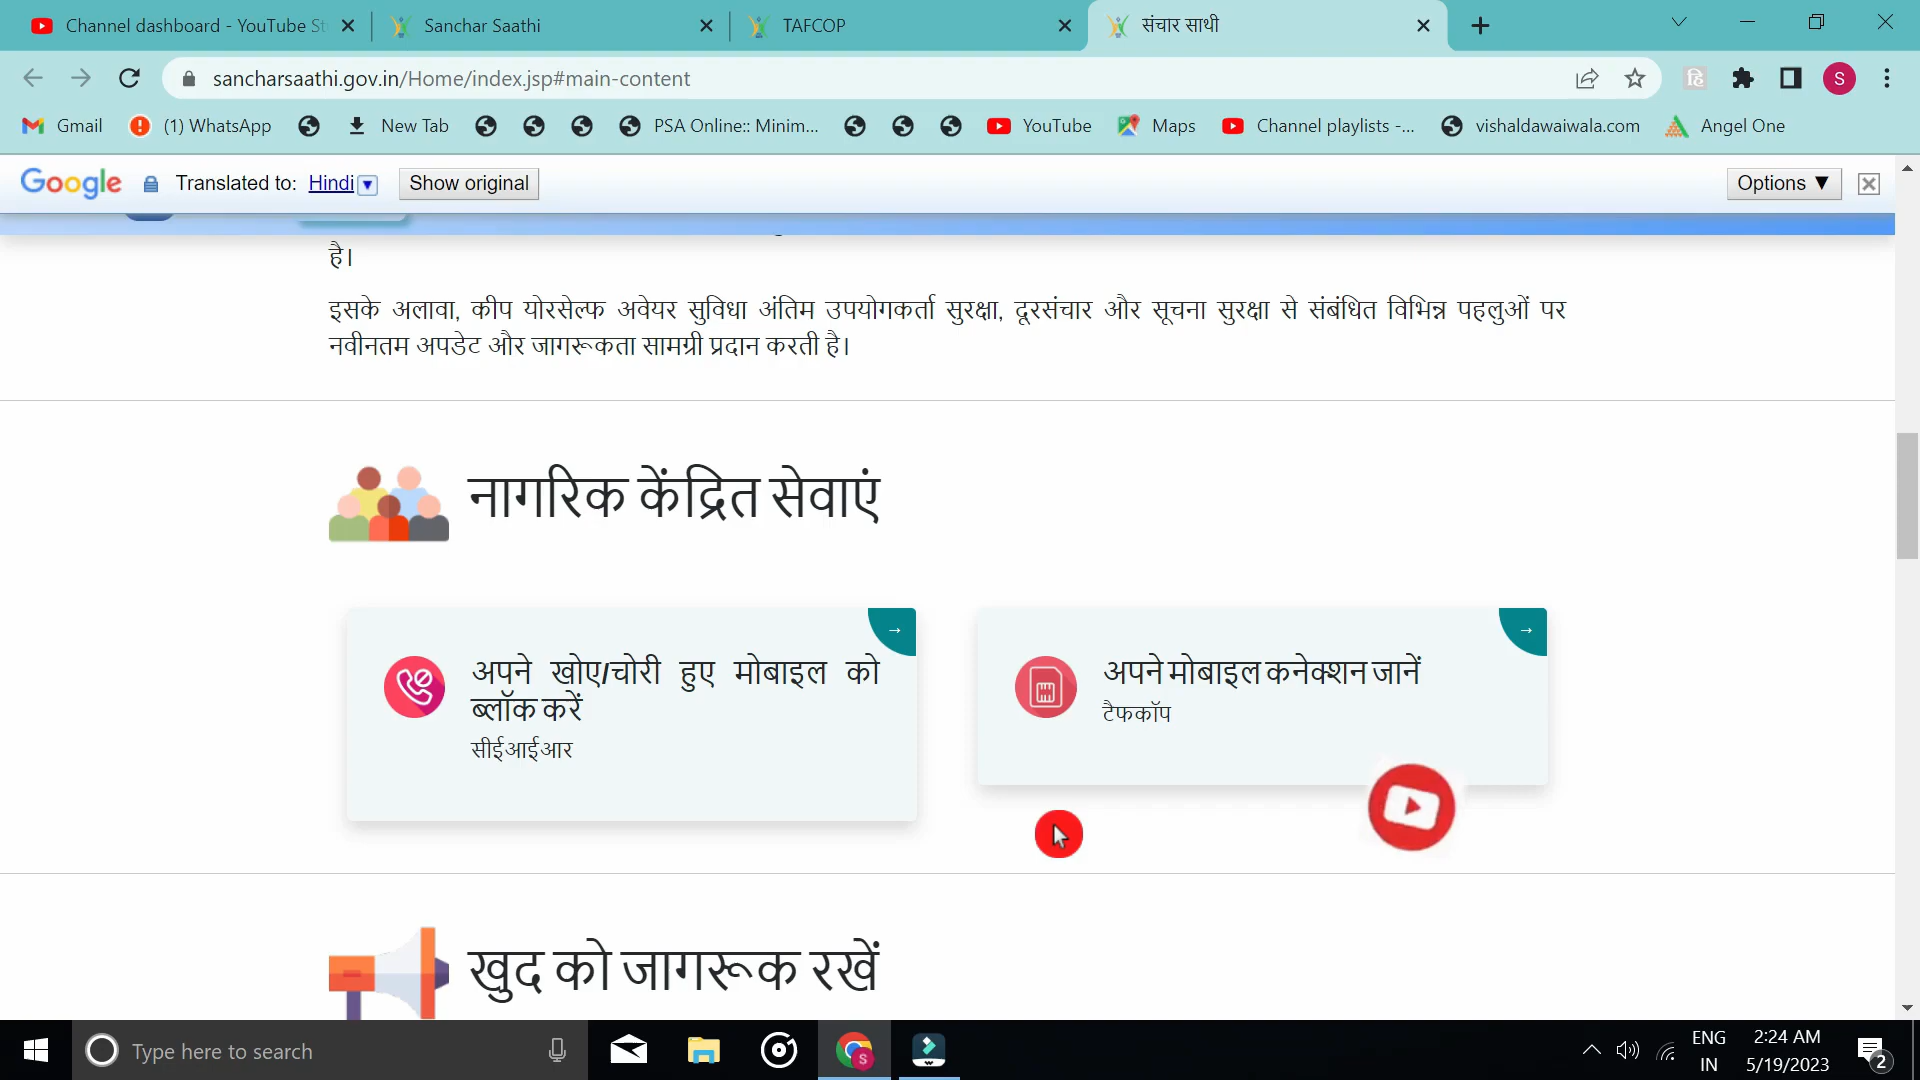 Channel dashboard - YouTube St
Sanchar Saathi
TAFCOP
संचार साथी
sancharsaathi.gov.in/Home/index.jsp#main-content
हि
S
Gmail
(1) WhatsApp
New Tab
PSA Online:: Minim...
YouTube
Maps
Channel playlists -...
vishaldawaiwala.com
Angel One
Google
Translated to: Hindi
Show original
Options ▼
है।
इसके अलावा, कीप योरसेल्फ अवेयर सुविधा अंतिम उपयोगकर्ता सुरक्षा, दूरसंचार और सूचना सुरक्षा से संबंधित विभिन्न पहलुओं पर
नवीनतम अपडेट और जागरूकता सामग्री प्रदान करती है।
नागरिक केंद्रित सेवाएं
अपने खोए/चोरी हुए मोबाइल को
ब्लॉक करें
सीईआईआर
अपने मोबाइल कनेक्शन जानें
टैफकॉप
खुद को जागरूक रखें
Type here to search
S
ENG
IN
2:24 AM
5/19/2023
2